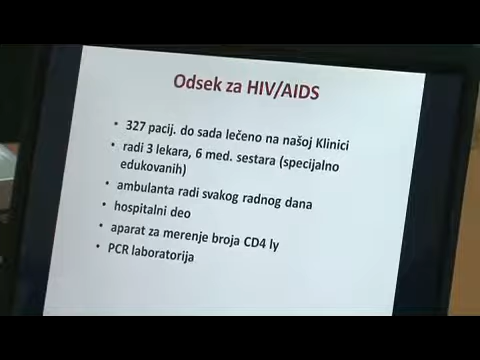 Odsek za HIV/AIDS
• 327 pacij. do sada lečeno na našoj Klinici
• radi 3 lekara, 6 med. sestara (specijalno
edukovanih)
• ambulanta radi svakog radnog dana
• hospitalni deo
• aparat za merenje broja CD4 ly
• PCR laboratorija